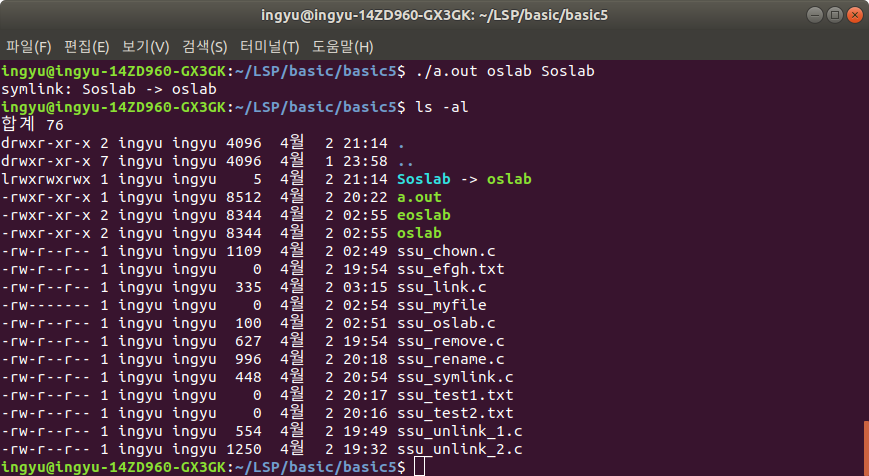 ingyu@ingyu-14ZD960-GX3GK: ~/LSP/basic/basic5
파일(F) 편집(E) 보기(V) 검색(S) 터미널(T) 도움말(H)
ingyu@ingyu-14ZD960-GX3GK:~/LSP/basic/basic5$ ./a.out oslab Soslab
symlink: Soslab -> oslab
ingyu@ingyu-14ZD960-GX3GK:~/LSP/basic/basic5$ ls -al
합계 76
drwxr-xr-x 2 ingyu ingyu 4096  4월  2 21:14 .
drwxr-xr-x 7 ingyu ingyu 4096  4월  1 23:58 ..
lrwxrwxrwx 1 ingyu ingyu    5  4월  2 21:14 Soslab -> oslab
-rwxr-xr-x 1 ingyu ingyu 8512  4월  2 20:22 a.out
-rwxr-xr-x 2 ingyu ingyu 8344  4월  2 02:55 eoslab
-rwxr-xr-x 2 ingyu ingyu 8344  4월  2 02:55 oslab
-rw-r--r-- 1 ingyu ingyu 1109  4월  2 02:49 ssu_chown.c
-rw-r--r-- 1 ingyu ingyu    0  4월  2 19:54 ssu_efgh.txt
-rw-r--r-- 1 ingyu ingyu  335  4월  2 03:15 ssu_link.c
-rw------- 1 ingyu ingyu    0  4월  2 02:54 ssu_myfile
-rw-r--r-- 1 ingyu ingyu  100  4월  2 02:51 ssu_oslab.c
-rw-r--r-- 1 ingyu ingyu  627  4월  2 19:54 ssu_remove.c
-rw-r--r-- 1 ingyu ingyu  996  4월  2 20:18 ssu_rename.c
-rw-r--r-- 1 ingyu ingyu  448  4월  2 20:54 ssu_symlink.c
-rw-r--r-- 1 ingyu ingyu    0  4월  2 20:17 ssu_test1.txt
-rw-r--r-- 1 ingyu ingyu    0  4월  2 20:16 ssu_test2.txt
-rw-r--r-- 1 ingyu ingyu  554  4월  2 19:49 ssu_unlink_1.c
-rw-r--r-- 1 ingyu ingyu 1250  4월  2 19:32 ssu_unlink_2.c
ingyu@ingyu-14ZD960-GX3GK:~/LSP/basic/basic5$